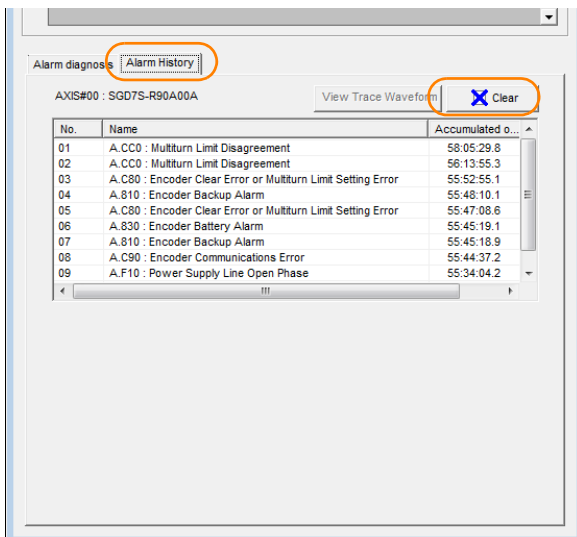 Alarm diagnosis Alarm History
AXIS#00 : SGD7S-R90A00A View Trace Waveform Clear
No. Name Accumulated o...
01 A.CC0 : Multiturn Limit Disagreement 58:05:29.8
02 A.CC0 : Multiturn Limit Disagreement 56:13:55.3
03 A.C80 : Encoder Clear Error or Multiturn Limit Setting Error 55:52:55.1
04 A.810 : Encoder Backup Alarm 55:48:10.1
05 A.C80 : Encoder Clear Error or Multiturn Limit Setting Error 55:47:08.6
06 A.830 : Encoder Battery Alarm 55:45:19.1
07 A.810 : Encoder Backup Alarm 55:45:18.9
08 A.C90 : Encoder Communications Error 55:44:37.2
09 A.F10 : Power Supply Line Open Phase 55:34:04.2